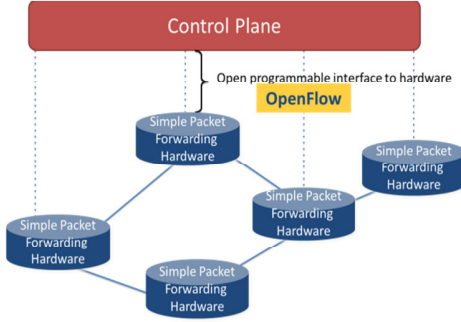 Control Plane
Open programmable interface to hardware
OpenFlow
Simple Packet
Forwarding
Hardware
Simple Packet
Forwarding
Hardware
Simple Packet
Forwarding
Hardware
Simple Packet
Forwarding
Hardware
Simple Packet
Forwarding
Hardware